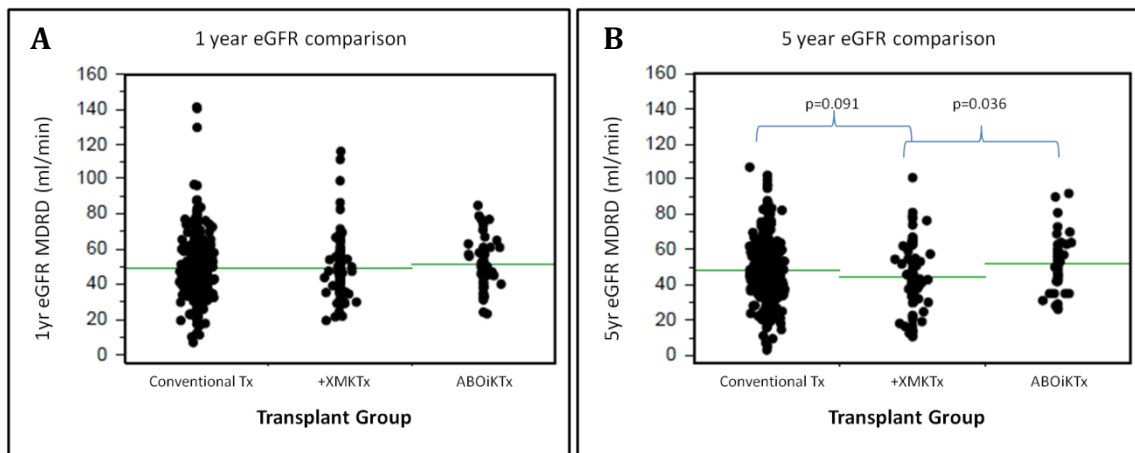 A
1 year eGFR comparison
160
140
120
100
80
60
40
20
0
1yr eGFR MDRD (ml/min)
Conventional Tx
+XMKTx
ABOiKTx
Transplant Group
B
5 year eGFR comparison
160
140
120
100
80
60
40
20
0
5yr eGFR MDRD (ml/min)
p=0.091
p=0.036
Conventional Tx
+XMKTx
ABOiKTx
Transplant Group